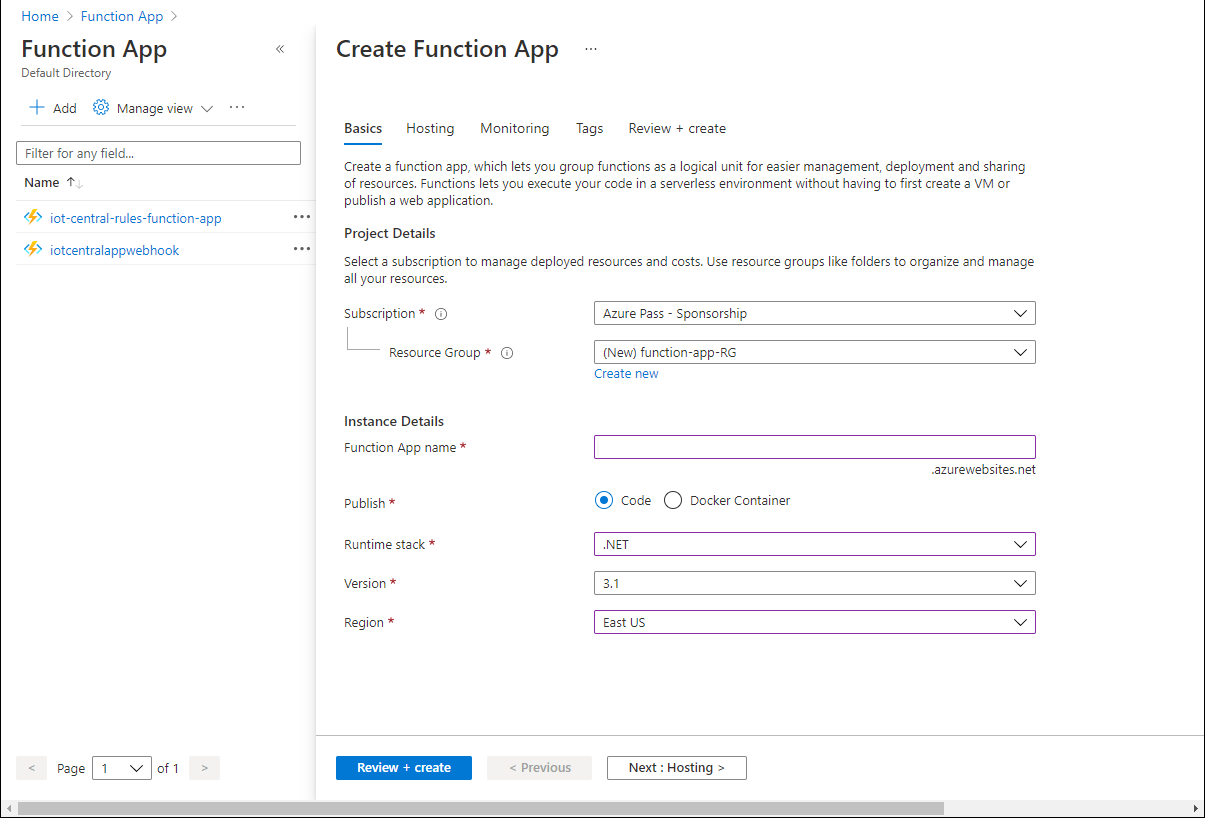 Home > Function App >
Function App
«
Default Directory
Add Manage view ...
Filter for any field...
Name ↑↓
iot-central-rules-function-app ...
iotcentralappwebhook ...
< Page 1 of 1 >
Create Function App ...
Basics Hosting Monitoring Tags Review + create
Create a function app, which lets you group functions as a logical unit for easier management, deployment and sharing
of resources. Functions lets you execute your code in a serverless environment without having to first create a VM or
publish a web application.
Project Details
Select a subscription to manage deployed resources and costs. Use resource groups like folders to organize and manage
all your resources.
Subscription * Azure Pass - Sponsorship
Resource Group * (New) function-app-RG
Create new
Instance Details
Function App name *
.azurewebsites.net
Publish * Code Docker Container
Runtime stack * .NET
Version * 3.1
Region * East US
Review + create < Previous Next : Hosting >